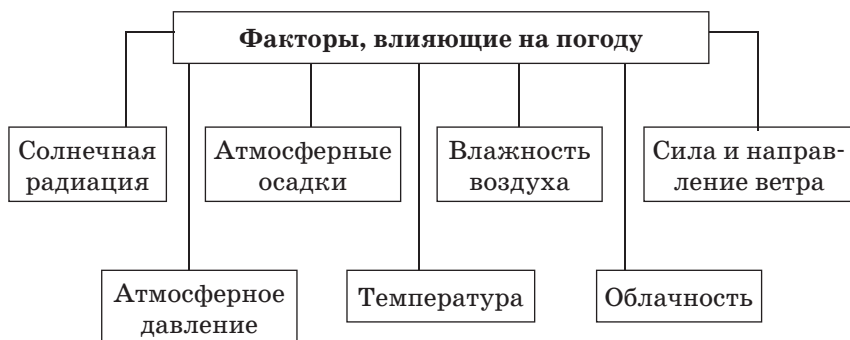 Факторы, влияющие на погоду
Солнечная
радиация
Атмосферные
осадки
Влажность
воздуха
Сила и направ-
ление ветра
Атмосферное
давление
Температура
Облачность